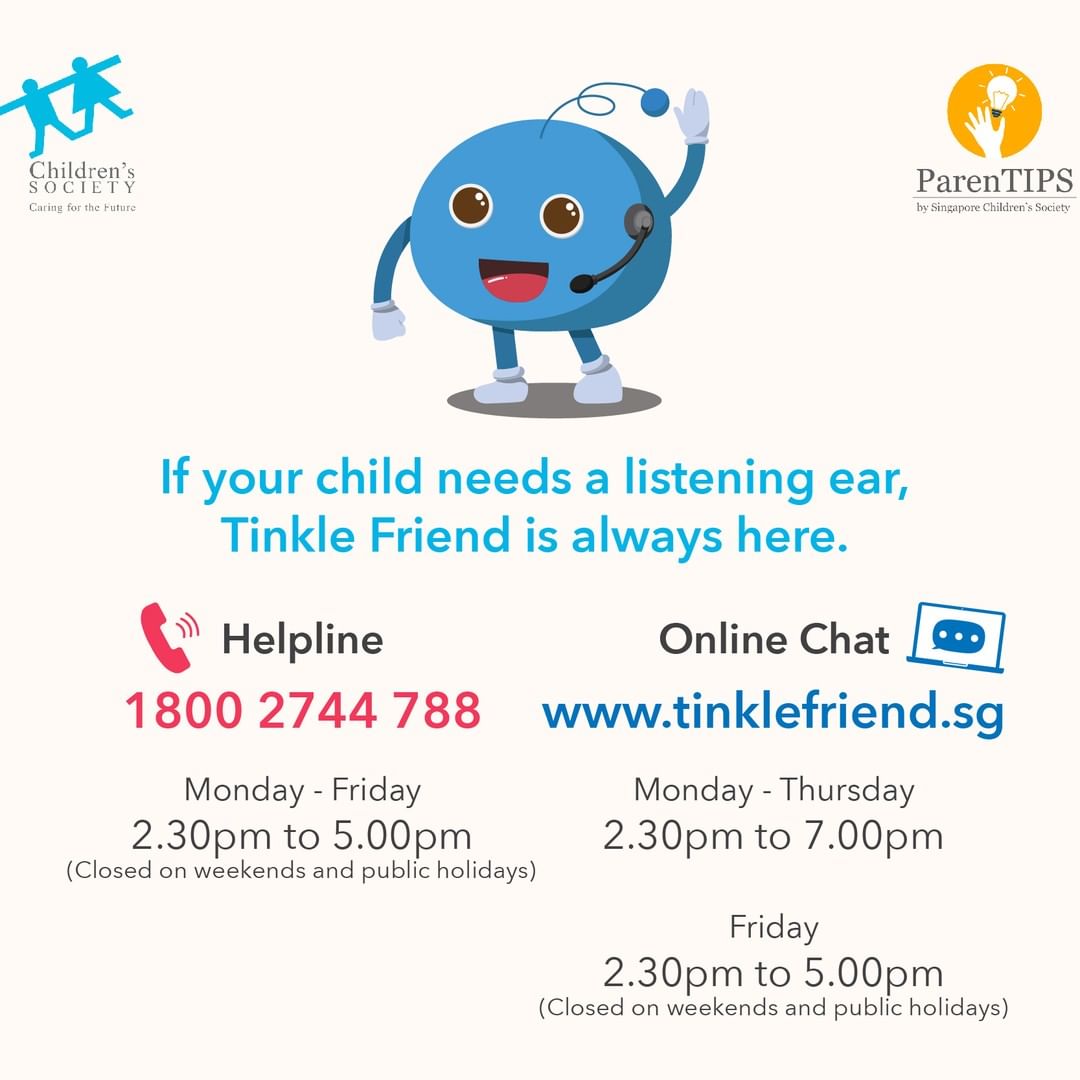 Children's
SOCIETY
Caring for the Future
ParenTIPS
by Singapore Children's Society
If your child needs a listening ear,
Tinkle Friend is always here.
Helpline
1800 2744 788
Monday - Friday
2.30pm to 5.00pm
(Closed on weekends and public holidays)
Online Chat
www.tinklefriend.sg
Monday - Thursday
2.30pm to 7.00pm
Friday
2.30pm to 5.00pm
(Closed on weekends and public holidays)